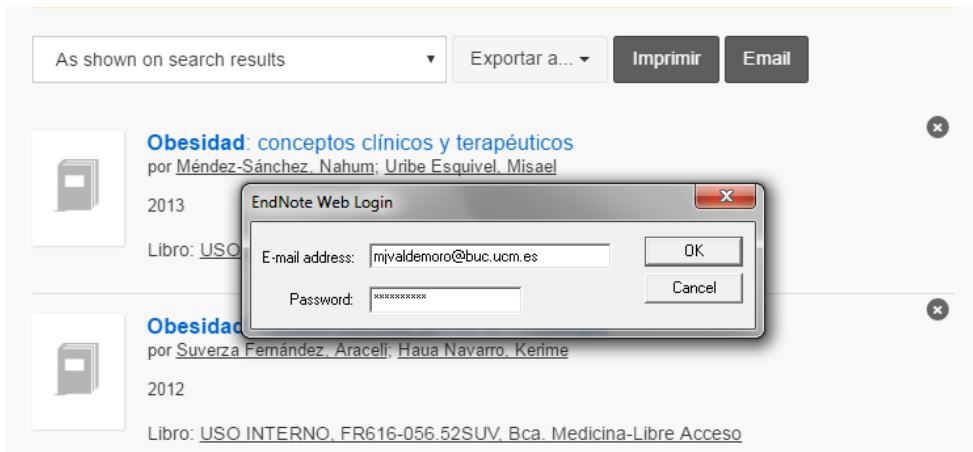 As shown on search results
Exportar a...
Imprimir
Email
Obesidad: conceptos clínicos y terapéuticos
por Méndez-Sánchez, Nahum; Uribe Esquivel, Misael
2013
Libro: USO
EndNote Web Login
E-mail address: mjvaldemoro@buc.ucm.es
OK
Password: **********
Cancel
Obesidad
por Suverza Fernández, Araceli; Haua Navarro, Kerime
2012
Libro: USO INTERNO, FR616-056.52SUV, Bca. Medicina-Libre Acceso